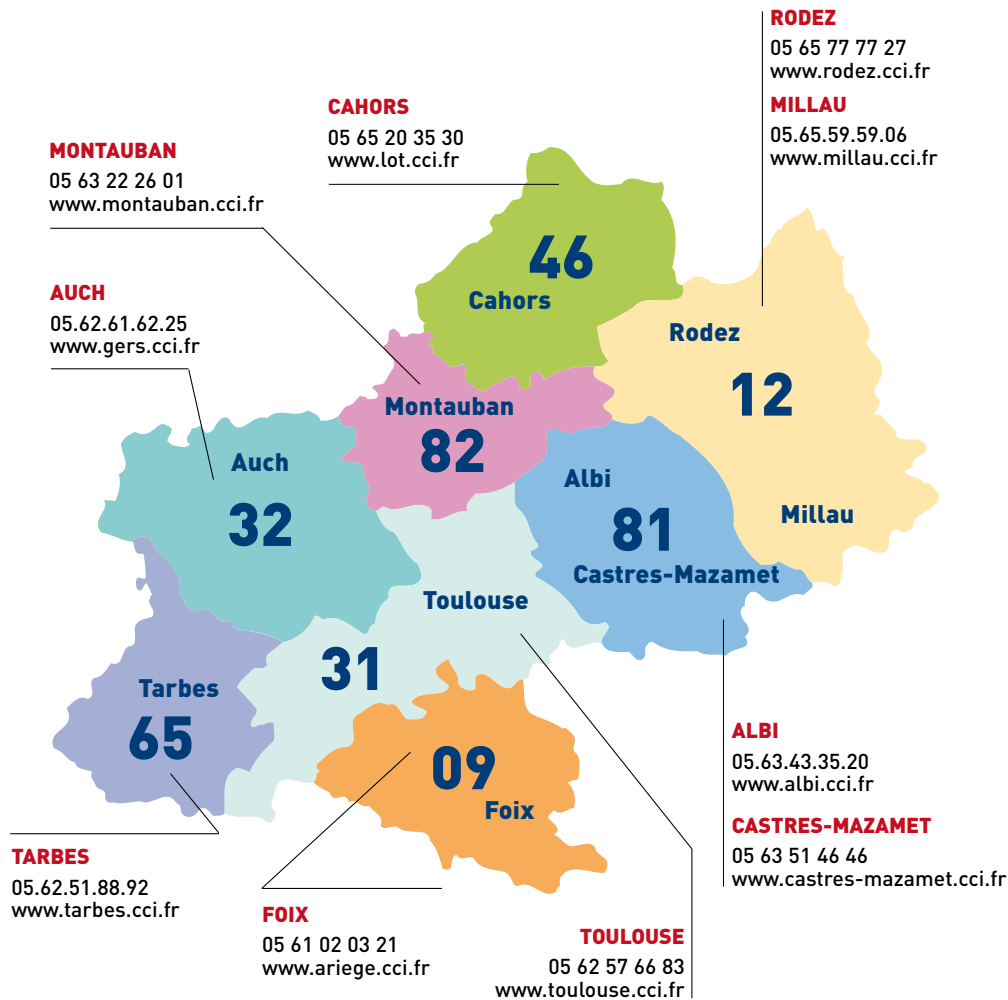 RODEZ
05 65 77 77 27
www.rodez.cci.fr
MILLAU
05.65.59.59.06
www.millau.cci.fr
CAHORS
05 65 20 35 30
www.lot.cci.fr
MONTAUBAN
05 63 22 26 01
www.montauban.cci.fr
AUCH
05.62.61.62.25
www.gers.cci.fr
46
Cahors
Rodez
12
Millau
Montauban
82
Auch
32
Albi
81
Castres-Mazamet
Toulouse
31
Tarbes
65
09
Foix
ALBI
05.63.43.35.20
www.albi.cci.fr
CASTRES-MAZAMET
05 63 51 46 46
www.castres-mazamet.cci.fr
TARBES
05.62.51.88.92
www.tarbes.cci.fr
FOIX
05 61 02 03 21
www.ariege.cci.fr
TOULOUSE
05 62 57 66 83
www.toulouse.cci.fr